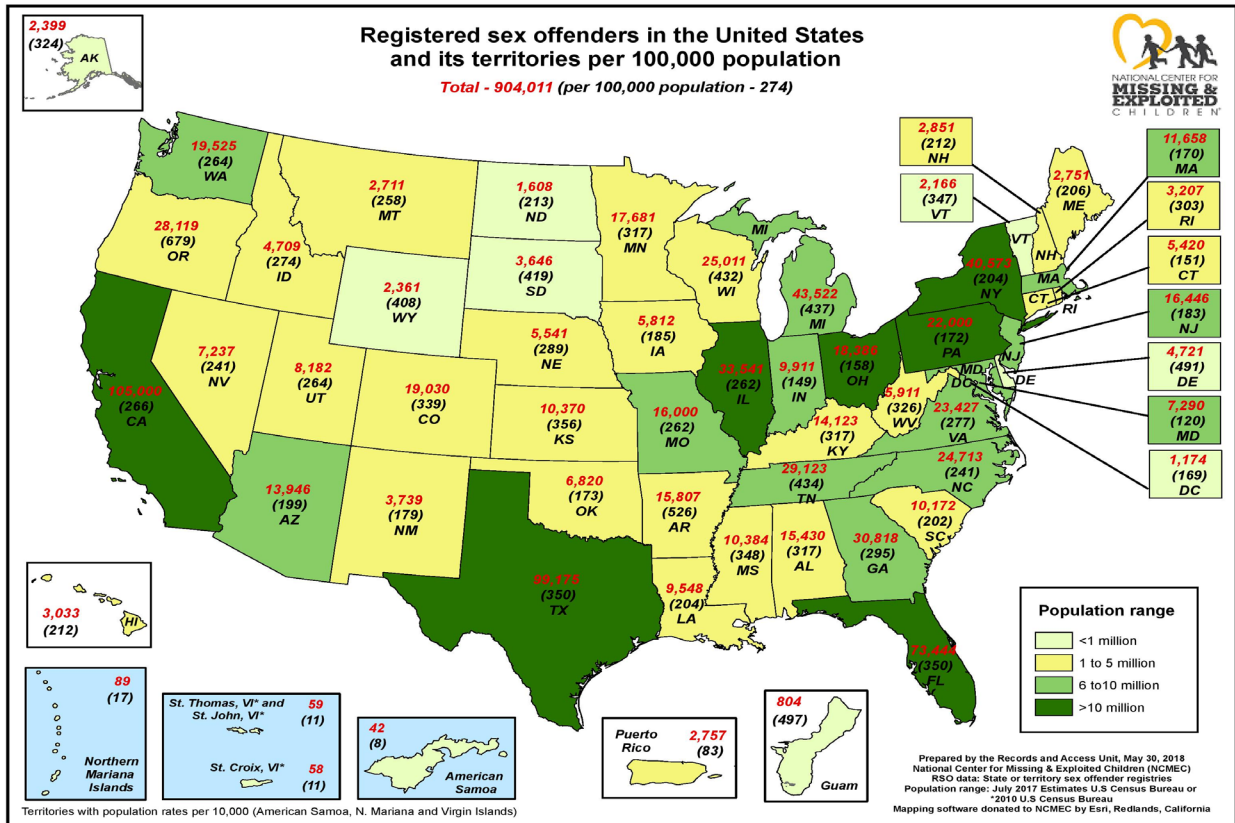 Registered sex offenders in the United States
and its territories per 100,000 population
Total - 904,011 (per 100,000 population - 274)
NATIONAL CENTER FOR
MISSING &
EXPLOITED
CHILDREN
2,399
(324)
AK
19,525
(264)
WA
28,119
(679)
OR
4,709
(274)
ID
2,711
(258)
MT
1,608
(213)
ND
3,646
(419)
SD
2,361
(408)
WY
17,681
(317)
MN
25,011
(432)
WI
MI
43,522
(437)
MI
5,541
(289)
NE
5,812
(185)
IA
105,000
(266)
CA
7,237
(241)
NV
8,182
(264)
UT
19,030
(339)
CO
10,370
(356)
KS
16,000
(262)
MO
33,541
(262)
IL
9,911
(149)
IN
(158)
OH
22,000
(172)
PA
40,573
(204)
NY
2,851
(212)
NH
2,166
(347)
VT
VT
NH
2,751
(206)
ME
MA
CT
RI
NJ
MD
DC
DE
11,658
(170)
MA
3,207
(303)
RI
5,420
(151)
CT
16,446
(183)
NJ
4,721
(491)
DE
7,290
(120)
MD
1,174
(169)
DC
5,911
(326)
WV
23,427
(277)
VA
14,123
(317)
KY
29,123
(434)
TN
24,713
(241)
NC
10,172
(202)
SC
13,946
(199)
AZ
3,739
(179)
NM
6,820
(173)
OK
15,807
(526)
AR
10,384
(348)
MS
15,430
(317)
AL
30,818
(295)
GA
(350)
TX
9,548
(204)
LA
73,444
(350)
FL
3,033
(212)
HI
89
(17)
Northern
Mariana
Islands
St. Thomas, VI* and
St. John, VI*
59
(11)
St. Croix, VI*
58
(11)
42
(8)
American
Samoa
Puerto
Rico
2,757
(83)
804
(497)
Guam
Population range
<1 million
1 to 5 million
6 to10 million
>10 million
Territories with population rates per 10,000 (American Samoa, N. Mariana and Virgin Islands)
Prepared by the Records and Access Unit, May 30, 2018
National Center for Missing & Exploited Children (NCMEC)
RSO data: State or territory sex offender registries
Population range: July 2017 Estimates U.S Census Bureau or
*2010 U.S Census Bureau
Mapping software donated to NCMEC by Esri, Redlands, California